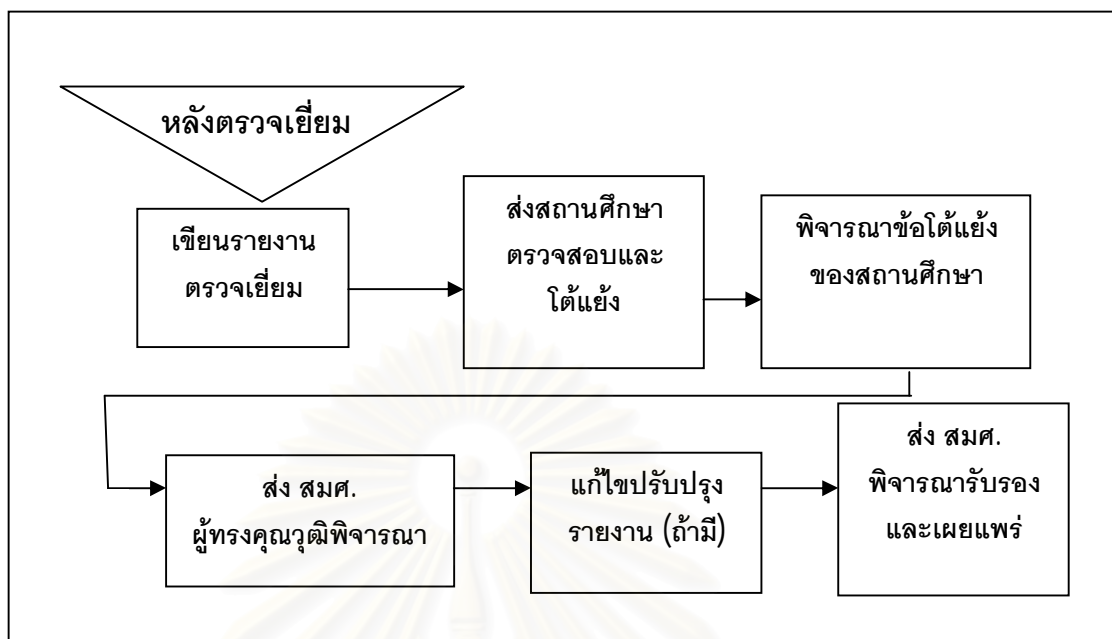 หลังตรวจเยี่ยม
เขียนรายงาน
ตรวจเยี่ยม
ส่งสถานศึกษา
ตรวจสอบและ
โต้แย้ง
พิจารณาข้อโต้แย้ง
ของสถานศึกษา
ส่ง สมศ.
ผู้ทรงคุณวุฒิพิจารณา
แก้ไขปรับปรุง
รายงาน (ถ้ามี)
ส่ง สมศ.
พิจารณารับรอง
และเผยแพร่